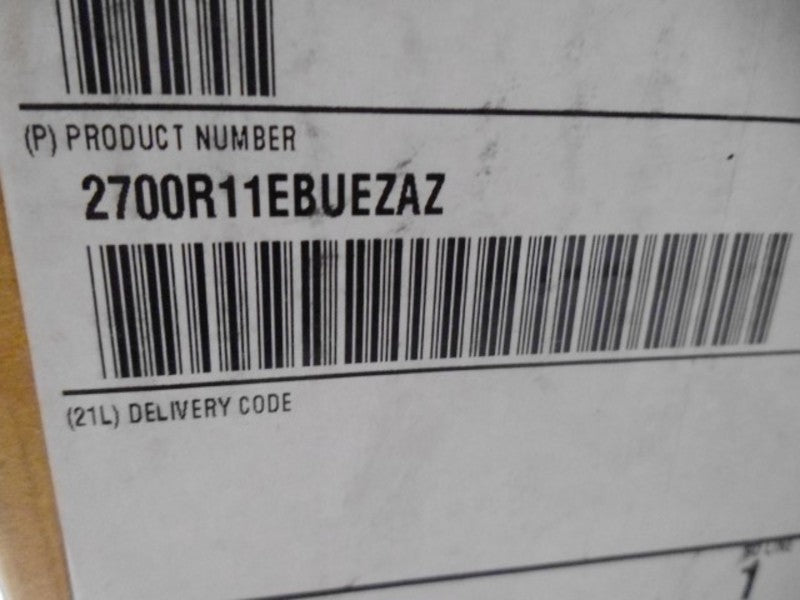 (P) PRODUCT NUMBER
2700R11EBUEZAZ
(21L) DELIVERY CODE
1